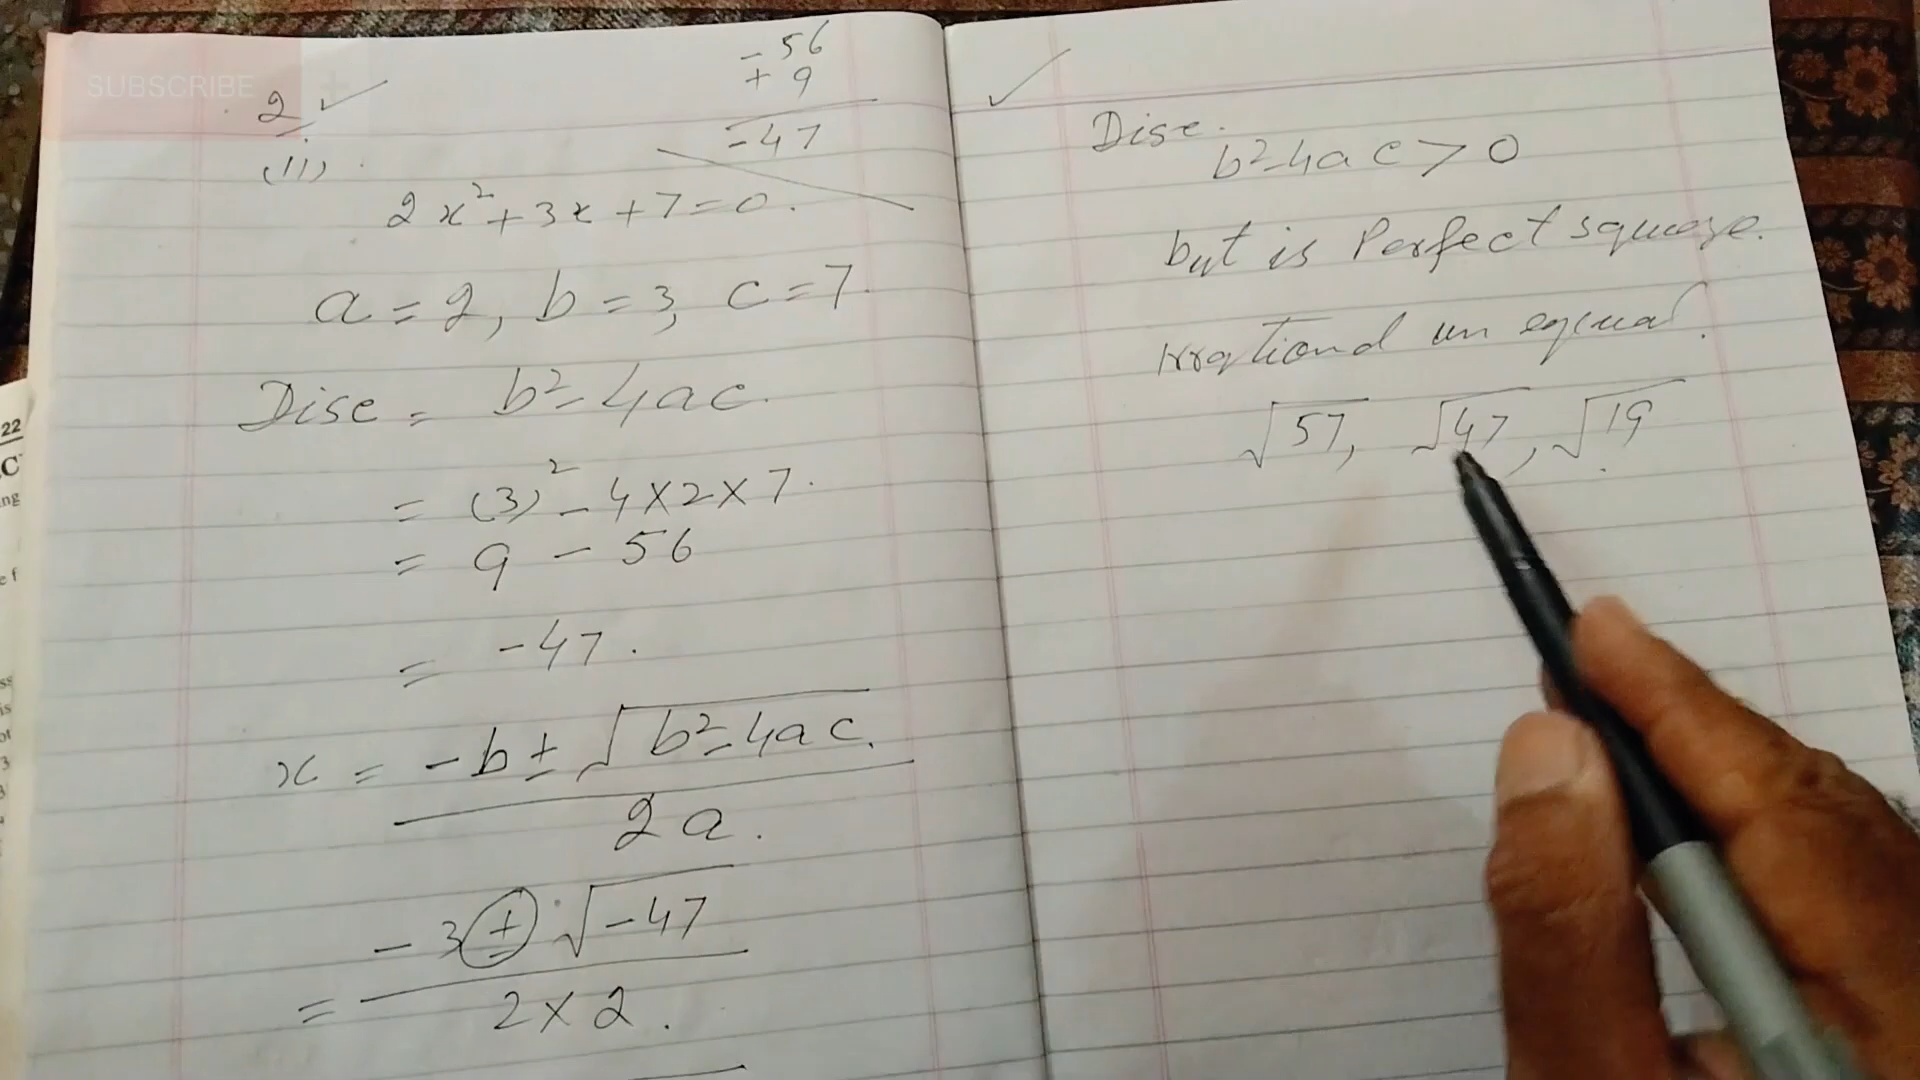 SUBSCRIBE
2
(ii)
- 56
+ 9
- 47
2x²+3x+7=0.
a = 2, b = 3, c = 7.
Disc = b²-4ac.
= (3)² - 4×2×7.
= 9 - 56
= -47.
x = -b ± √b²-4ac.
2a.
= -3 ± √-47
2×2.
Disc.
b²-4ac > 0
but is Perfect square.
Irrational un equal.
√57, √47, √19
22
C
ng
e f